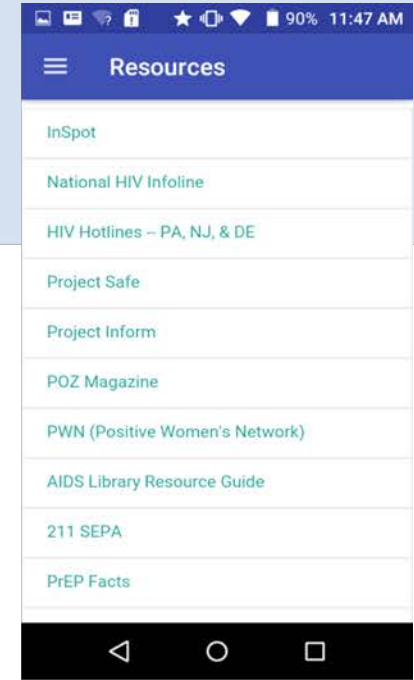 90% 11:47 AM
Resources
InSpot
National HIV Infoline
HIV Hotlines – PA, NJ, & DE
Project Safe
Project Inform
POZ Magazine
PWN (Positive Women's Network)
AIDS Library Resource Guide
211 SEPA
PrEP Facts